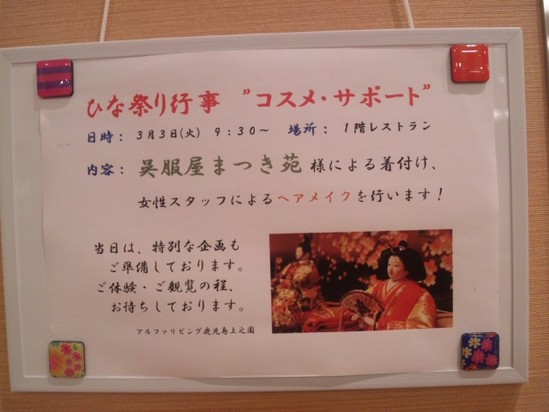 ひな祭り行事 ”コスメ・サポート”
日時： 3月3日(火) 9：30～ 場所： 1階レストラン
内容： 呉服屋まつき苑 様による着付け、
女性スタッフによるヘアメイクを行います！
当日は、特別な企画も
ご準備しております。
ご体験・ご観覧の程、
お待ちしております。
アルファリビング鹿児島上之園